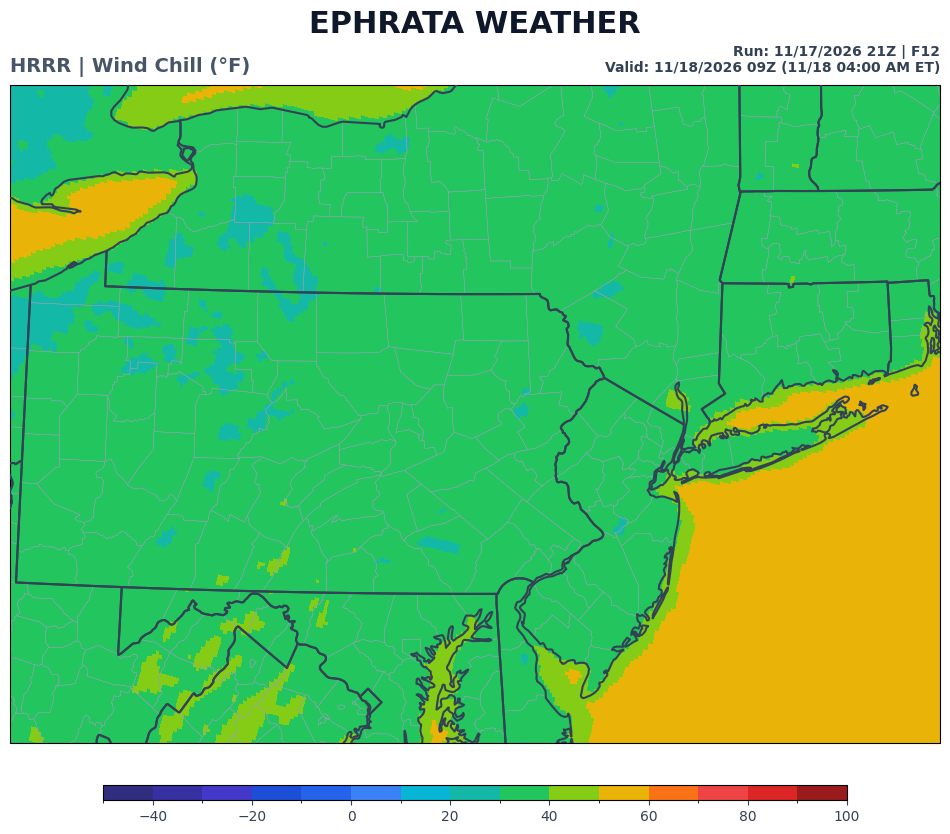 EPHRATA WEATHER
HRRR | Wind Chill (°F)
Run: 11/17/2026 21Z | F12
Valid: 11/18/2026 09Z (11/18 04:00 AM ET)
−40 −20 0 20 40 60 80 100